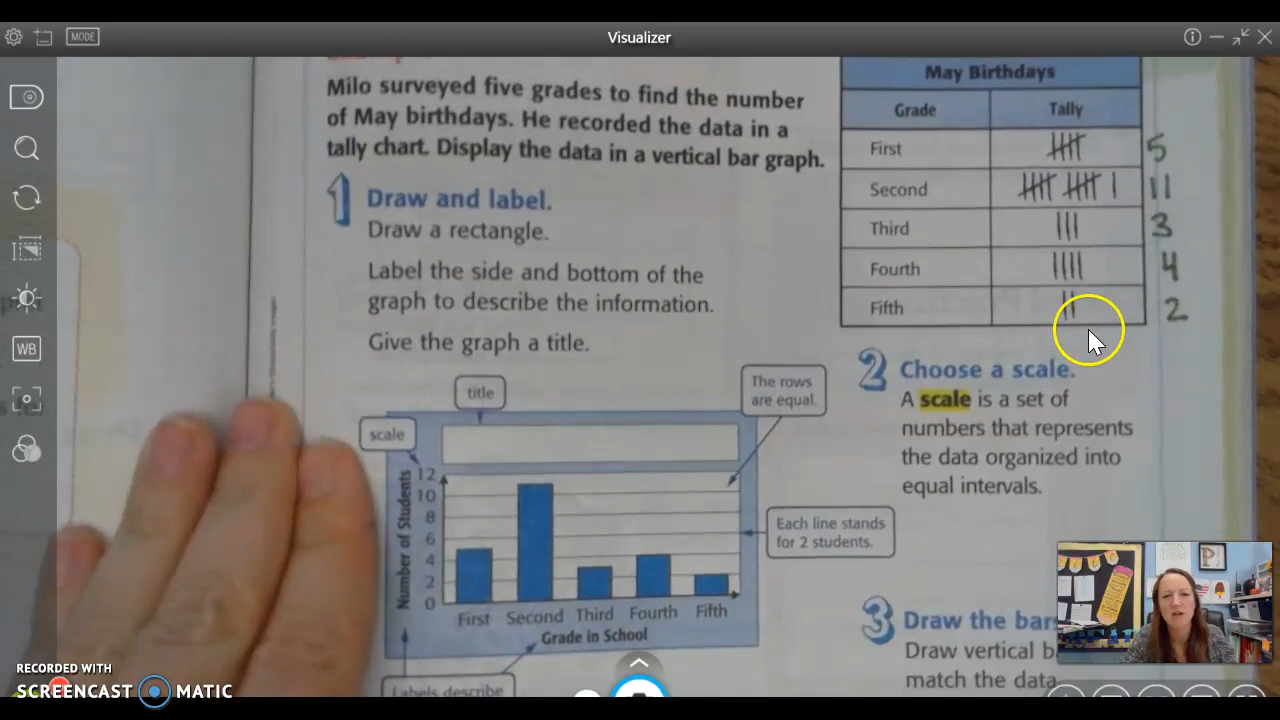 MODE
Visualizer
Milo surveyed five grades to find the number
of May birthdays. He recorded the data in a
tally chart. Display the data in a vertical bar graph.
1 Draw and label.
Draw a rectangle.
Label the side and bottom of the
graph to describe the information.
Give the graph a title.
title
scale
The rows
are equal.
Number of Students
12
10
8
6
4
2
0
First Second Third Fourth Fifth
Grade in School
Each line stands
for 2 students.
Labels describe
May Birthdays
Grade Tally
First 5
Second 11
Third 3
Fourth 4
Fifth 2
2 Choose a scale.
A scale is a set of
numbers that represents
the data organized into
equal intervals.
3 Draw the bars
Draw vertical b
match the data
WB
RECORDED WITH
SCREENCAST MATIC